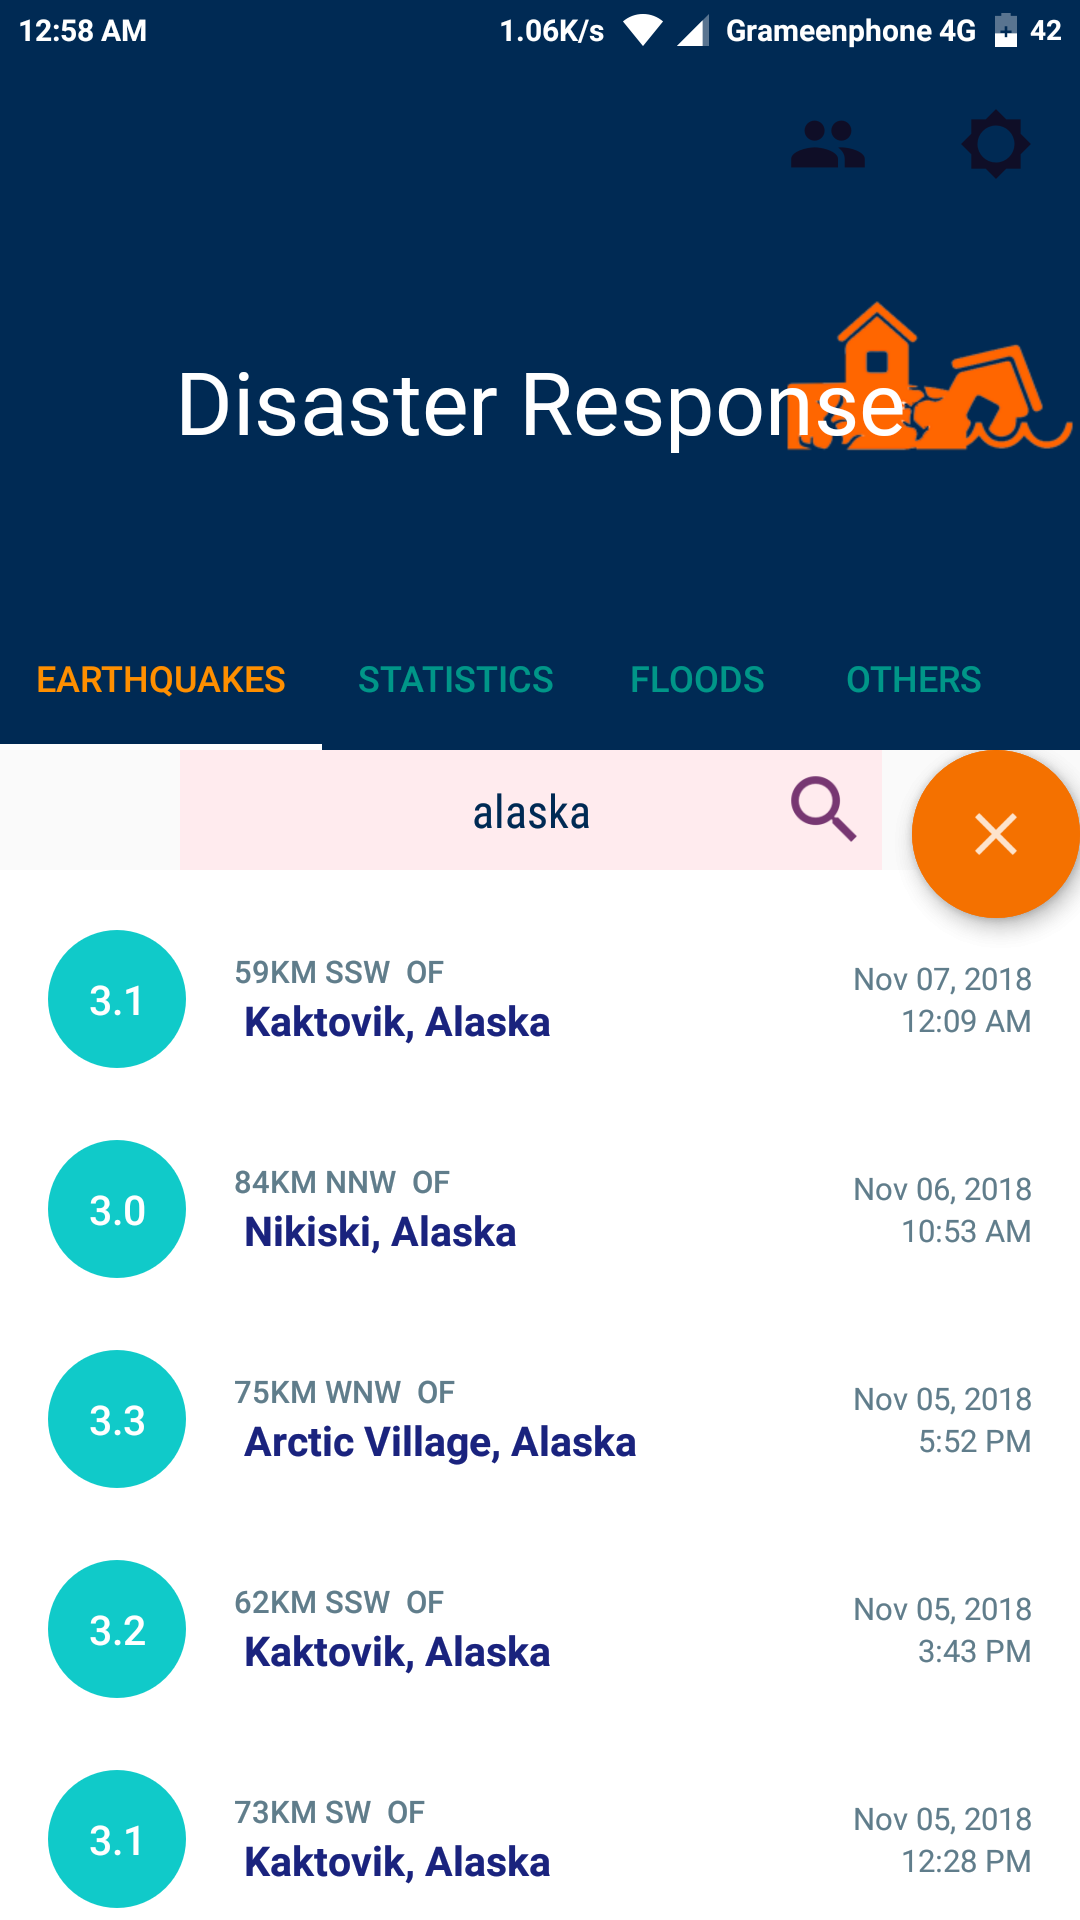 12:58 AM 1.06K/s Grameenphone 4G 42
Disaster Response
EARTHQUAKES STATISTICS FLOODS OTHERS
alaska
3.1
59KM SSW OF
Kaktovik, Alaska
Nov 07, 2018
12:09 AM
3.0
84KM NNW OF
Nikiski, Alaska
Nov 06, 2018
10:53 AM
3.3
75KM WNW OF
Arctic Village, Alaska
Nov 05, 2018
5:52 PM
3.2
62KM SSW OF
Kaktovik, Alaska
Nov 05, 2018
3:43 PM
3.1
73KM SW OF
Kaktovik, Alaska
Nov 05, 2018
12:28 PM